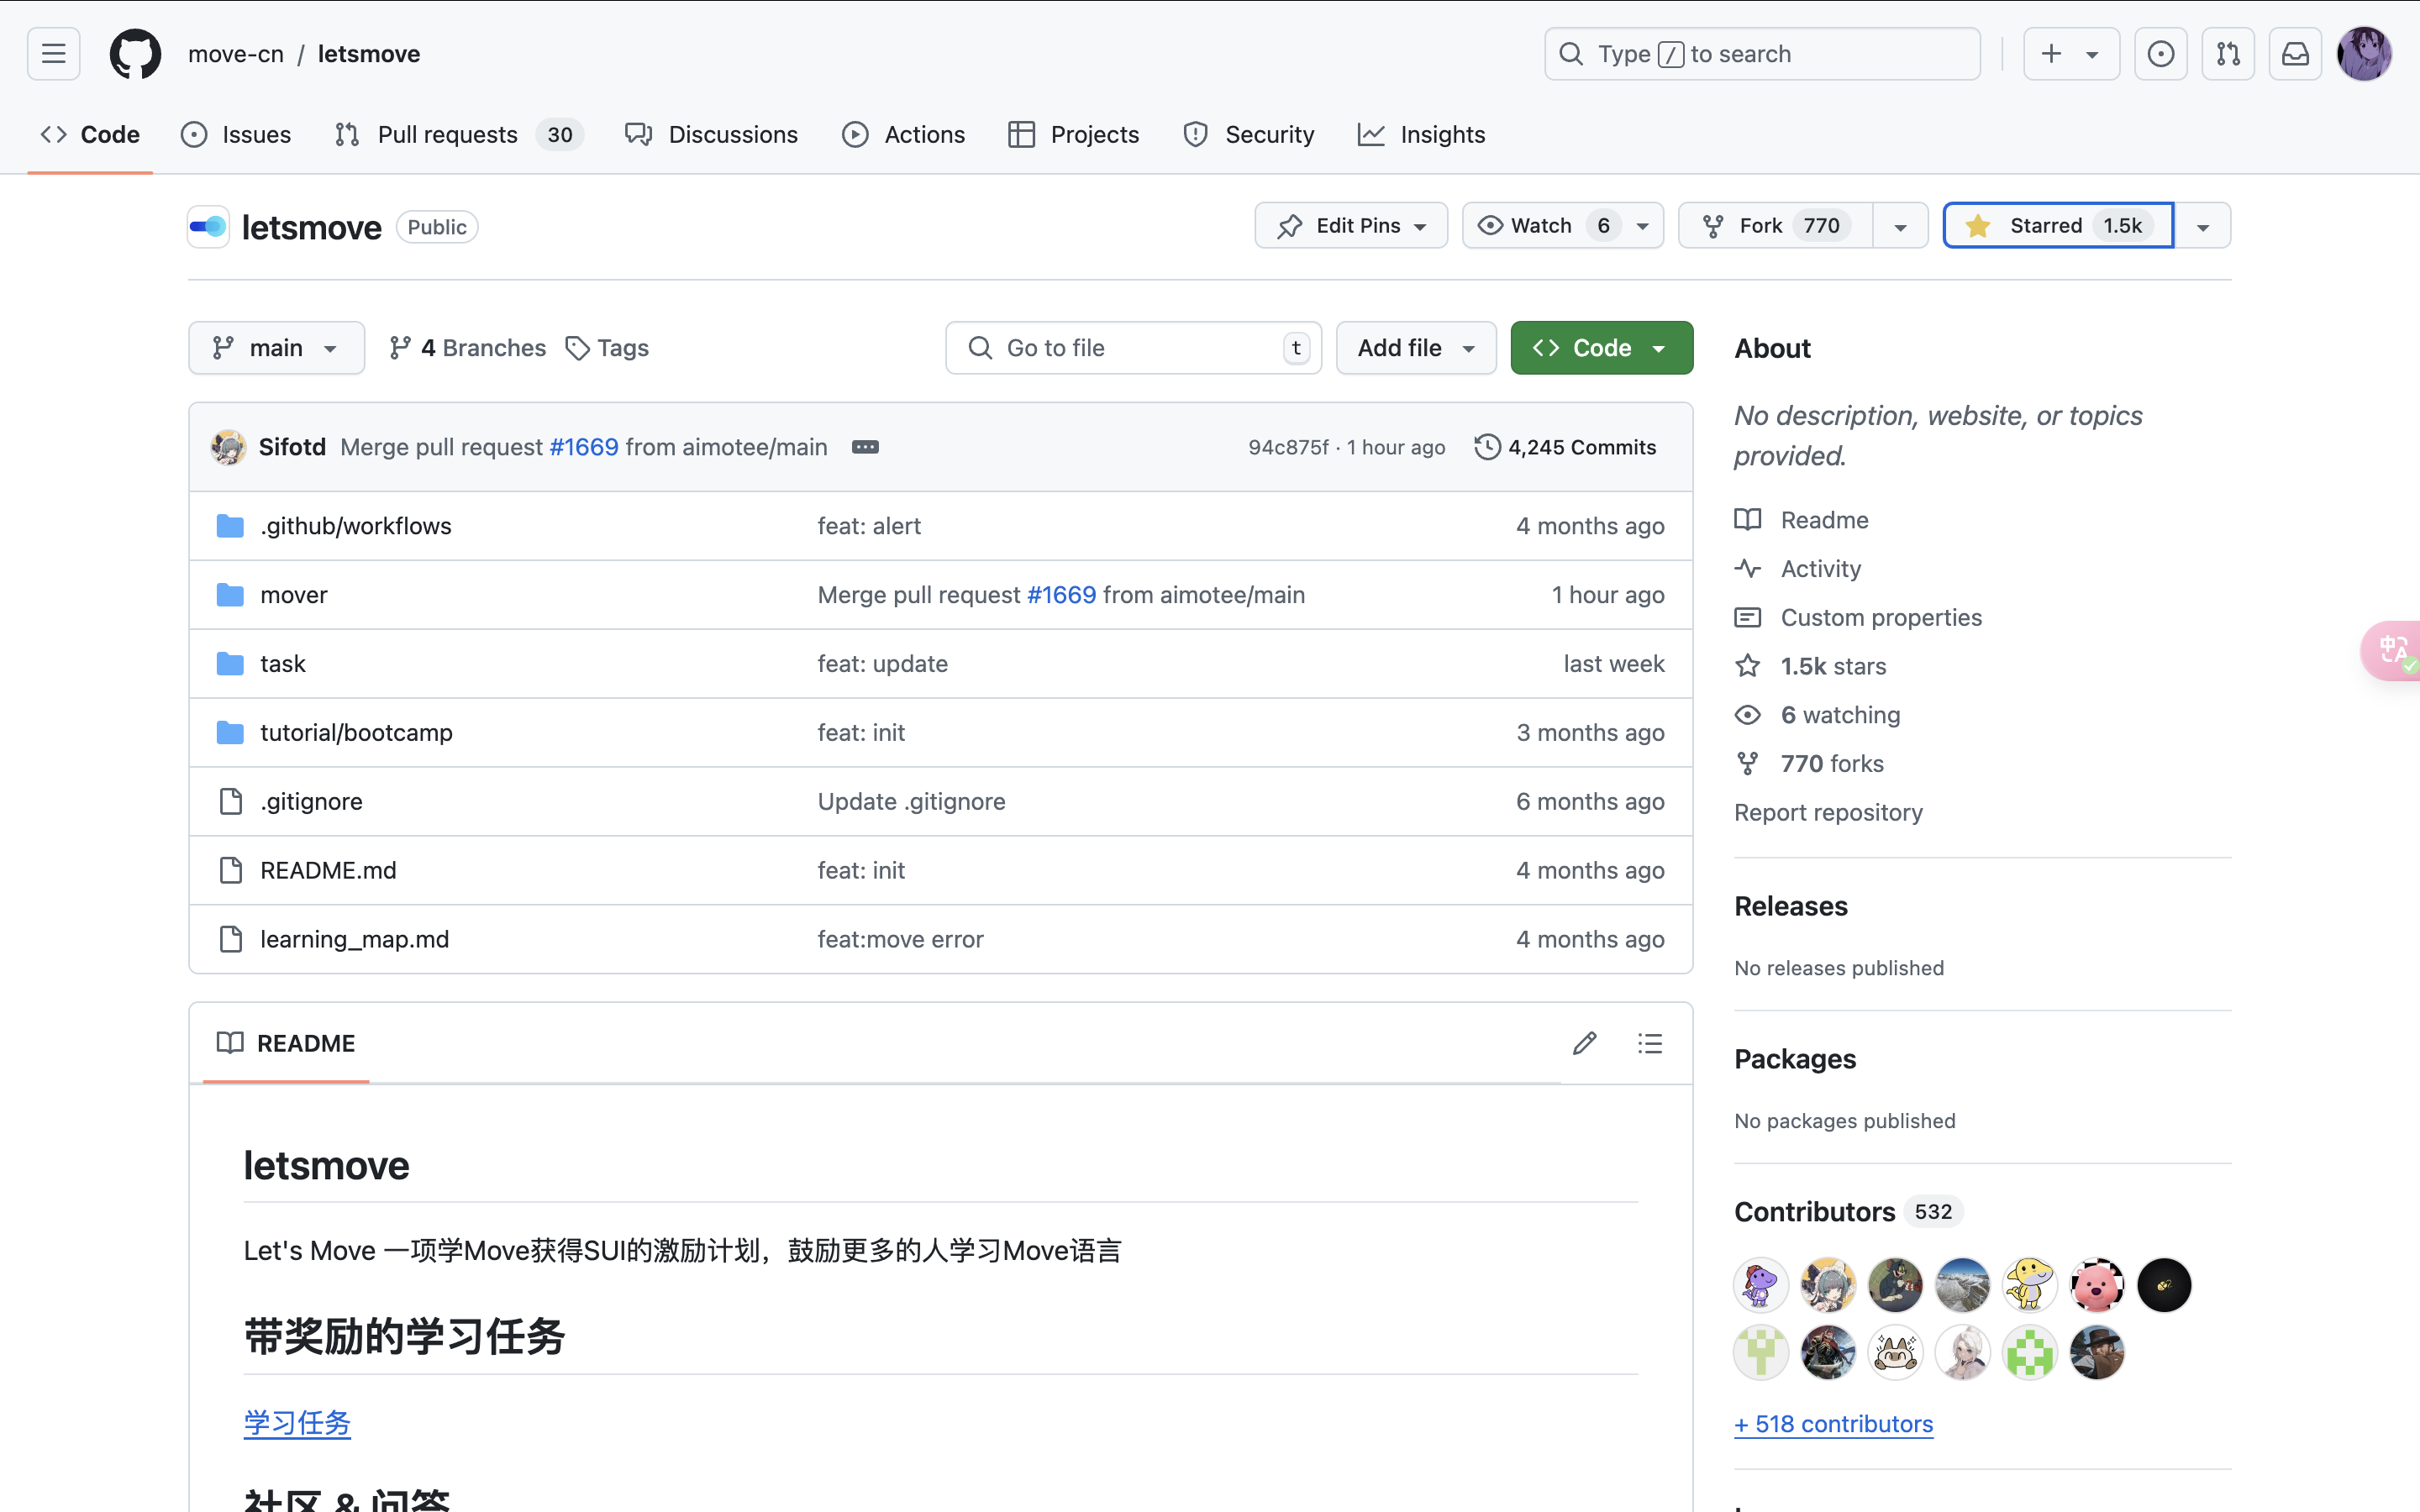 move-cn / letsmove
Type / to search
Code
Issues
Pull requests 30
Discussions
Actions
Projects
Security
Insights
letsmove Public
Edit Pins
Watch 6
Fork 770
Starred 1.5k
main
4 Branches
Tags
Go to file t
Add file
Code
Sifotd Merge pull request #1669 from aimotee/main
94c875f · 1 hour ago
4,245 Commits
.github/workflows feat: alert 4 months ago
mover Merge pull request #1669 from aimotee/main 1 hour ago
task feat: update last week
tutorial/bootcamp feat: init 3 months ago
.gitignore Update .gitignore 6 months ago
README.md feat: init 4 months ago
learning_map.md feat:move error 4 months ago
README
letsmove
Let's Move 一项学Move获得SUI的激励计划，鼓励更多的人学习Move语言
带奖励的学习任务
学习任务
社区 & 问答
About
No description, website, or topics
provided.
Readme
Activity
Custom properties
1.5k stars
6 watching
770 forks
Report repository
Releases
No releases published
Packages
No packages published
Contributors 532
+ 518 contributors
中A